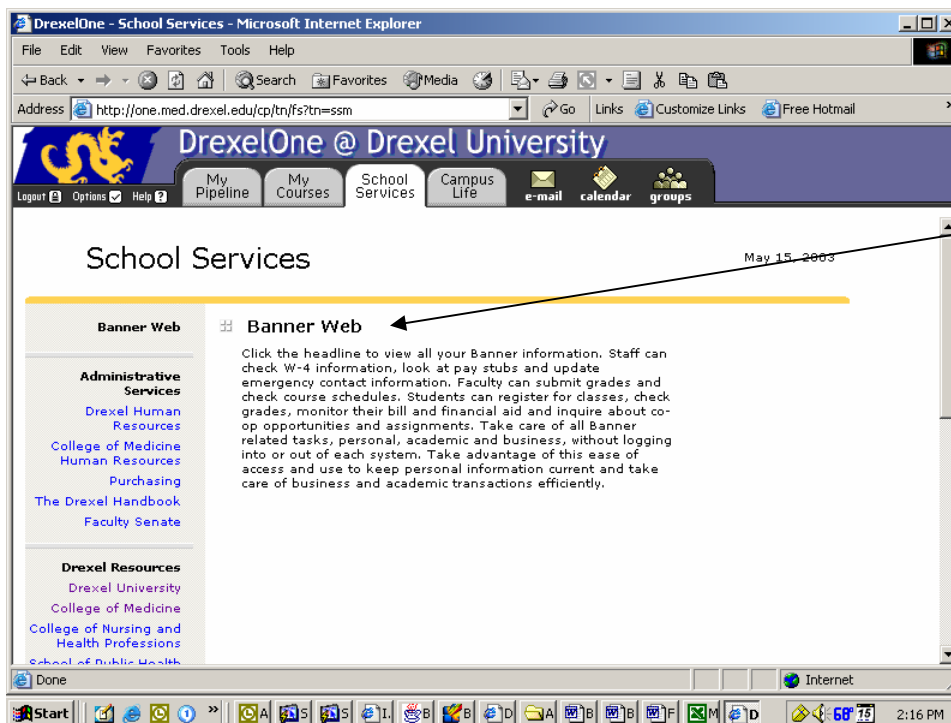 DrexelOne - School Services - Microsoft Internet Explorer
File Edit View Favorites Tools Help
Back Search Favorites Media
Address http://one.med.drexel.edu/cp/tn/fs?tn=ssm Go Links Customize Links Free Hotmail »
DrexelOne @ Drexel University
Logout Options Help ?
My Pipeline
My Courses
School Services
Campus Life
e-mail calendar groups
School Services
May 15, 2003
Banner Web
Administrative
Services
Drexel Human
Resources
College of Medicine
Human Resources
Purchasing
The Drexel Handbook
Faculty Senate
Drexel Resources
Drexel University
College of Medicine
College of Nursing and
Health Professions
School of Public Health
Banner Web
Click the headline to view all your Banner information. Staff can
check W-4 information, look at pay stubs and update
emergency contact information. Faculty can submit grades and
check course schedules. Students can register for classes, check
grades, monitor their bill and financial aid and inquire about co-
op opportunities and assignments. Take care of all Banner
related tasks, personal, academic and business, without logging
into or out of each system. Take advantage of this ease of
access and use to keep personal information current and take
care of business and academic transactions efficiently.
Done Internet
Start » A S S I. B B D A B B F M D 68° 15 2:16 PM